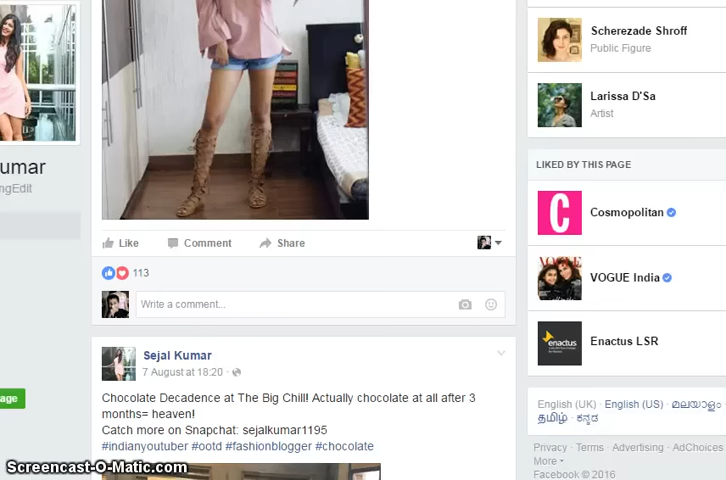 Scherezade Shroff
Public Figure
Larissa D'Sa
Artist
LIKED BY THIS PAGE
C
Cosmopolitan
VOGUE
VOGUE India
enactus
Enactus LSR
English (UK) · English (US) · മലയാളം ·
தமிழ் · ಕನ್ನಡ
Privacy · Terms · Advertising · AdChoices
More
Facebook © 2016
umar
ngEdit
age
Like
Comment
Share
113
Write a comment...
Sejal Kumar
7 August at 18:20 ·
Chocolate Decadence at The Big Chill! Actually chocolate at all after 3
months= heaven!
Catch more on Snapchat: sejalkumar1195
#indianyoutuber #ootd #fashionblogger #chocolate
Screencast-O-Matic.com